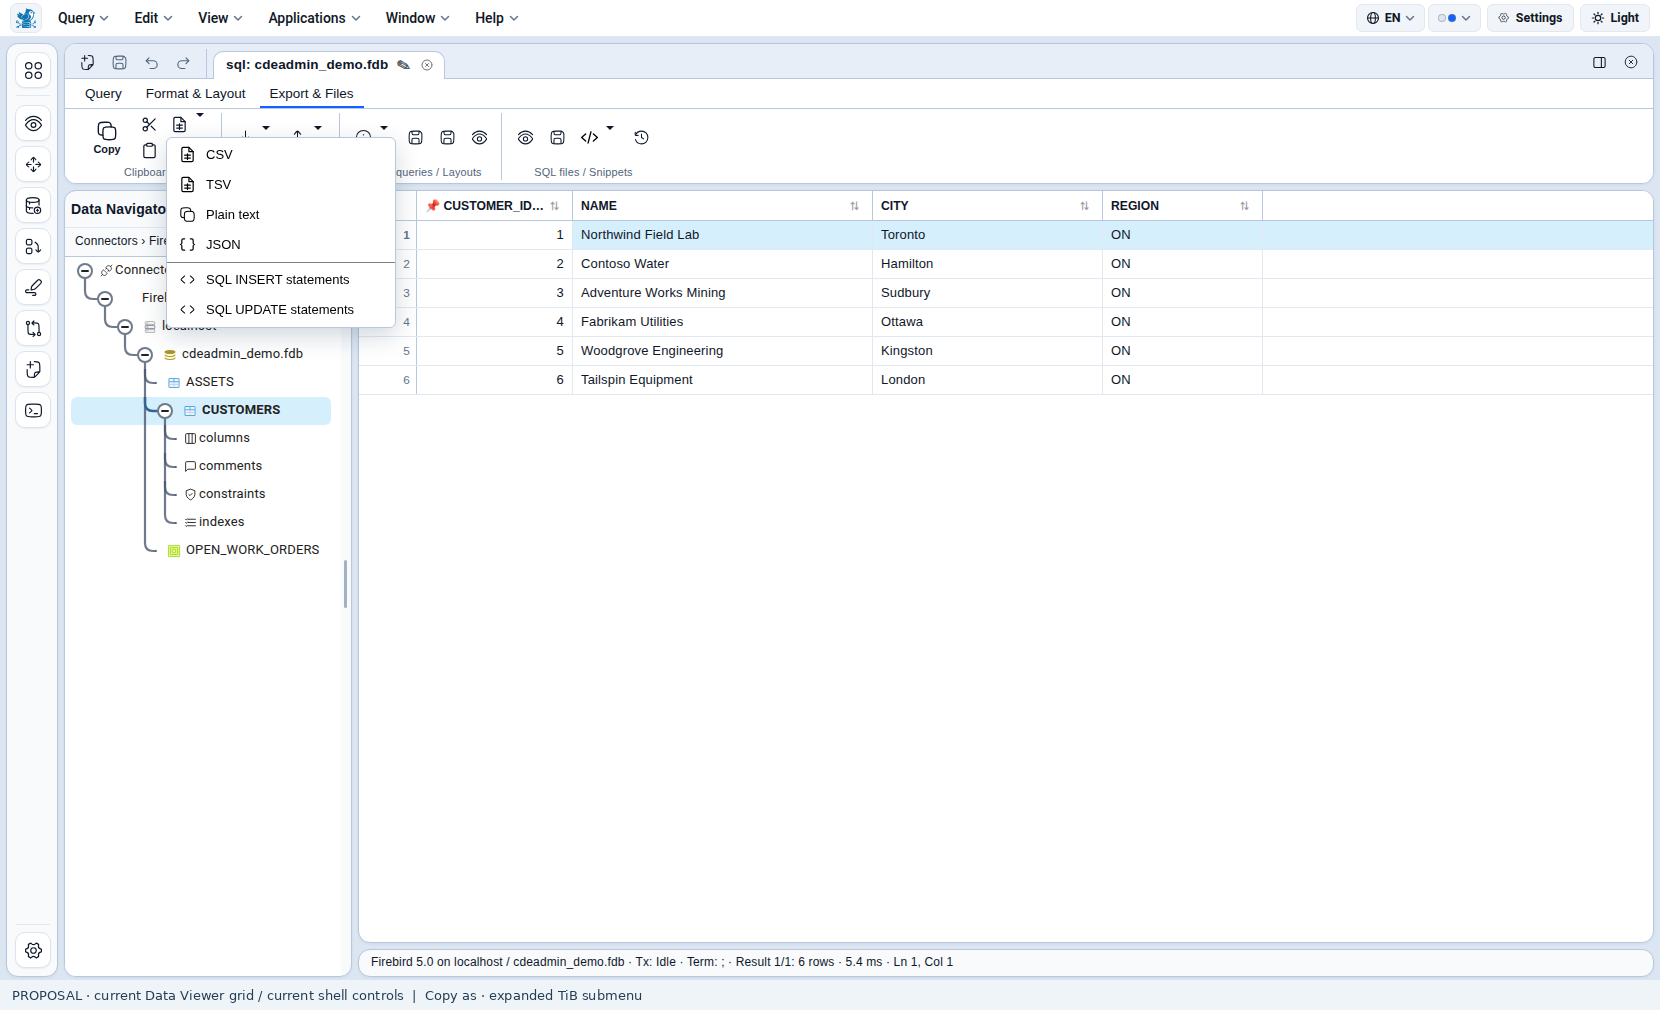 Query Edit View Applications Window Help EN Settings Light
sql: cdeadmin_demo.fdb
Query Format & Layout Export & Files
Copy
queries / Layouts SQL files / Snippets
CSV
TSV
Plain text
JSON
SQL INSERT statements
SQL UPDATE statements
Data Navigato
Connectors › Fire
cdeadmin_demo.fdb
ASSETS
CUSTOMERS
columns
comments
constraints
indexes
OPEN_WORK_ORDERS
CUSTOMER_ID... NAME CITY REGION
1 1 Northwind Field Lab Toronto ON
2 2 Contoso Water Hamilton ON
3 3 Adventure Works Mining Sudbury ON
4 4 Fabrikam Utilities Ottawa ON
5 5 Woodgrove Engineering Kingston ON
6 6 Tailspin Equipment London ON
Firebird 5.0 on localhost / cdeadmin_demo.fdb · Tx: Idle · Term: ; · Result 1/1: 6 rows · 5.4 ms · Ln 1, Col 1
PROPOSAL · current Data Viewer grid / current shell controls | Copy as · expanded TiB submenu